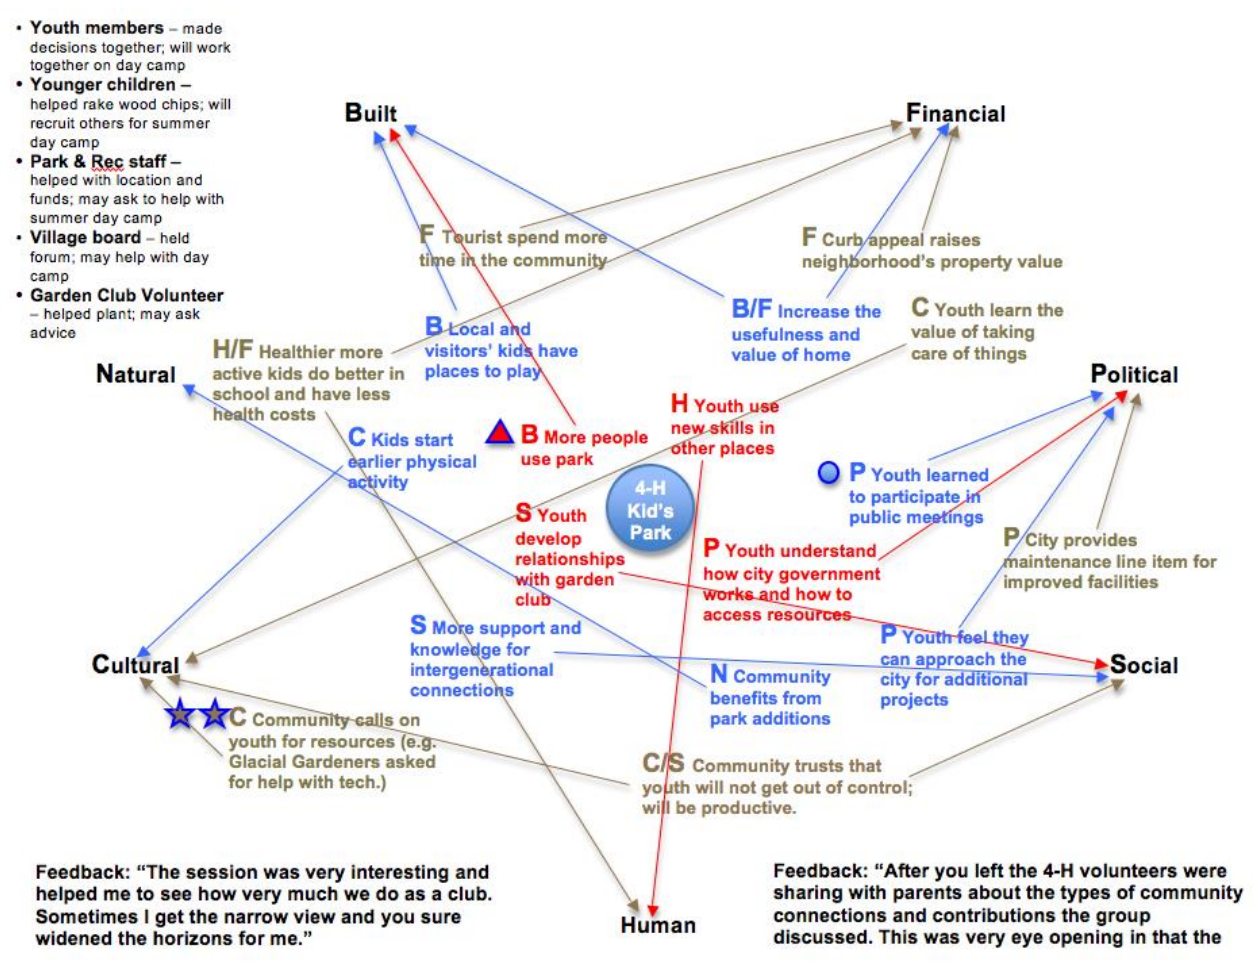 • Youth members – made
decisions together; will work
together on day camp
• Younger children –
helped rake wood chips; will
recruit others for summer
day camp
• Park & Rec staff –
helped with location and
funds; may ask to help with
summer day camp
• Village board – held
forum; may help with day
camp
• Garden Club Volunteer
– helped plant; may ask
advice
Built
Financial
F Tourist spend more
time in the community
F Curb appeal raises
neighborhood's property value
B Local and
visitors' kids have
places to play
B/F Increase the
usefulness and
value of home
C Youth learn the
value of taking
care of things
H/F Healthier more
active kids do better in
school and have less
health costs
Natural
Political
C Kids start
earlier physical
activity
B More people
use park
H Youth use
new skills in
other places
4-H
Kid's
Park
P Youth learned
to participate in
public meetings
S Youth
develop
relationships
with garden
club
P Youth understand
how city government
works and how to
access resources
P City provides
maintenance line item for
improved facilities
S More support and
knowledge for
intergenerational
connections
P Youth feel they
can approach the
city for additional
projects
Cultural
Social
N Community
benefits from
park additions
C Community calls on
youth for resources (e.g.
Glacial Gardeners asked
for help with tech.)
C/S Community trusts that
youth will not get out of control;
will be productive.
Human
Feedback: “The session was very interesting and
helped me to see how very much we do as a club.
Sometimes I get the narrow view and you sure
widened the horizons for me.”
Feedback: “After you left the 4-H volunteers were
sharing with parents about the types of community
connections and contributions the group
discussed. This was very eye opening in that the